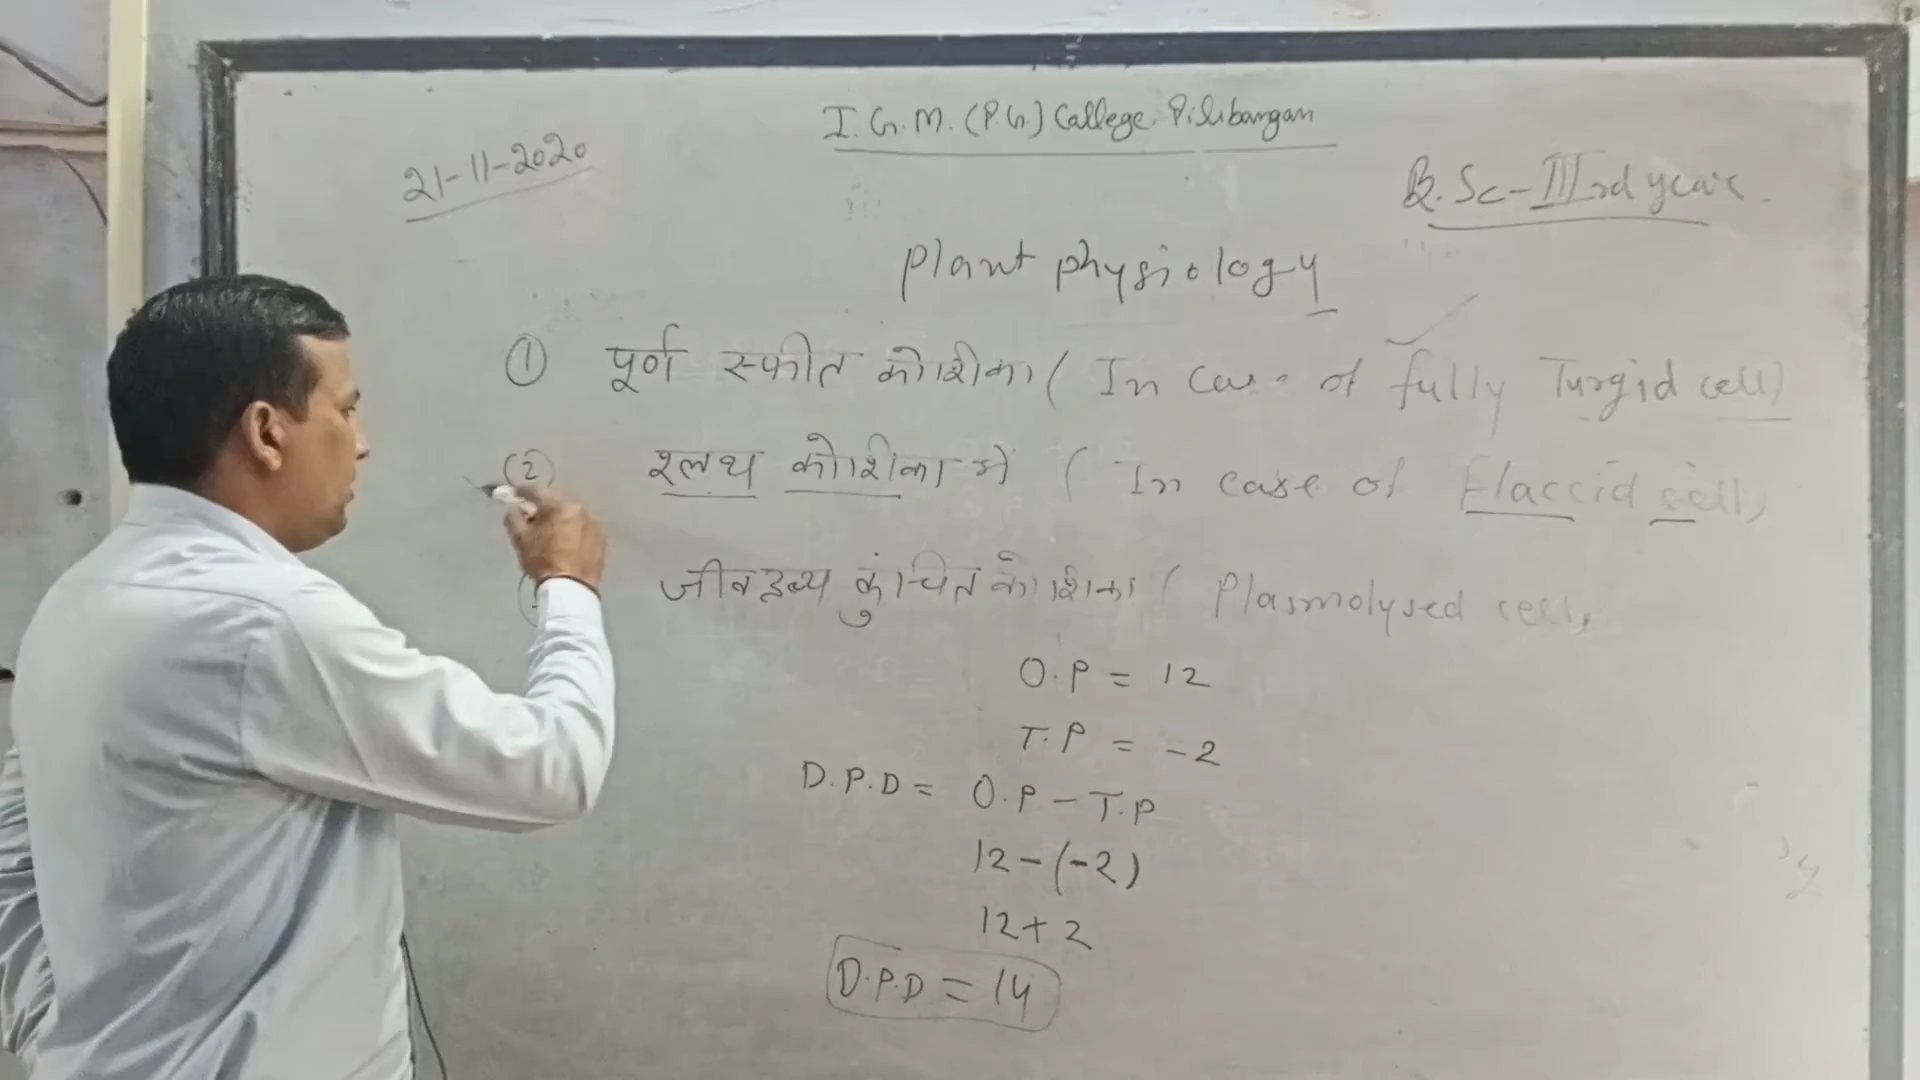 I. G. M. (P G.) College, Pilibangan
21-11-2020
B. Sc - IIIrd year
Plant physiology
① पूर्ण स्फीत कोशिका ( In case of fully Turgid cell)
(2) श्लथ कोशिका मे ( In case of Flaccid cell)
जीवद्रव्य कुंचित कोशिका ( Plasmolysed cell,
O.P = 12
T.P = -2
D.P.D = O.P - T.P
12 - (-2)
12 + 2
D.P.D = 14